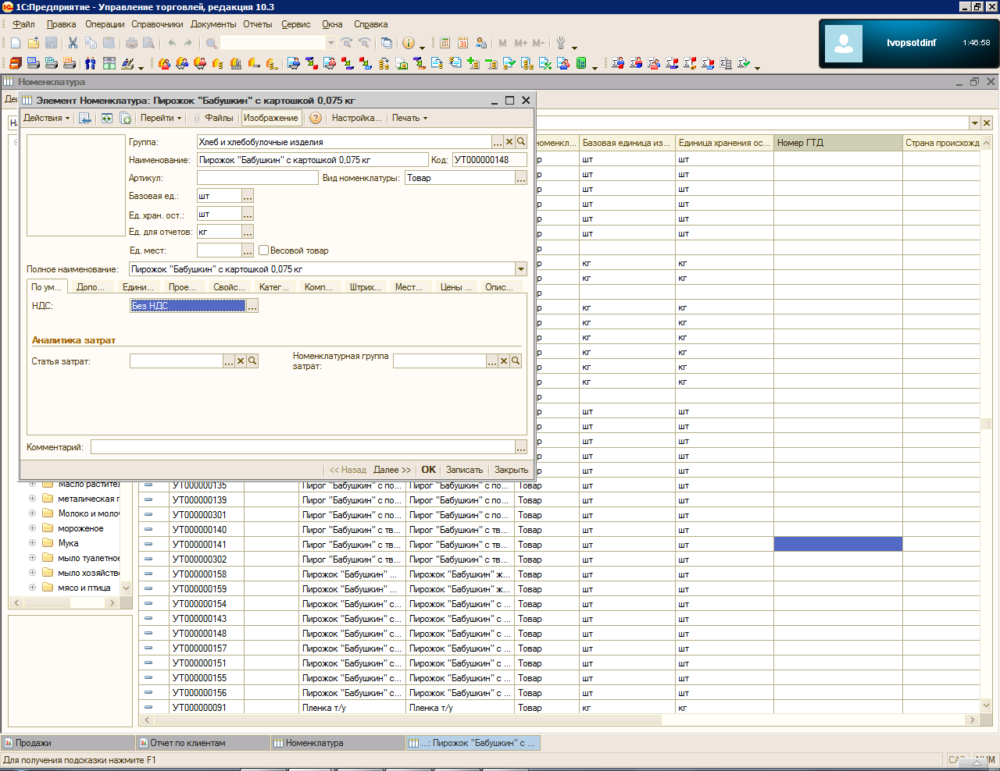 1С:Предприятие - Управление торговлей, редакция 10.3
Файл Правка Операции Справочники Документы Отчеты Сервис Окна Справка
tvopsotdinf 1:46:58
M M+ M-
Номенклатура
Элемент Номенклатура: Пирожок "Бабушкин" с картошкой 0,075 кг
Действия Перейти Файлы Изображение Настройка... Печать
Группа: Хлеб и хлебобулочные изделия
Наименование: Пирожок "Бабушкин" с картошкой 0,075 кг Код: УТ000000148
Артикул: Вид номенклатуры: Товар
Базовая ед.: шт
Ед. хран. ост.: шт
Ед. для отчетов: кг
Ед. мест: Весовой товар
Полное наименование: Пирожок "Бабушкин" с картошкой 0,075 кг
По ум... Допо... Едини... Прое... Свойс... Катег... Комп... Штрих... Мест... Цены ... Опис...
НДС: Без НДС
Аналитика затрат
Статья затрат: Номенклатурная группа затрат:
Комментарий:
<< Назад Далее >> OK Записать Закрыть
номенкл... Базовая единица из... Единица хранения ос... Номер ГТД Страна происхожд
р шт шт
р шт шт
р шт шт
р шт шт
р шт шт
р шт шт
р
р кг кг
р кг кг
р
р кг кг
р кг кг
р кг кг
р кг кг
р кг кг
р кг кг
р
р шт шт
р шт шт
р шт шт
р шт шт
р шт шт
Масло растител
металическая п
Молоко и молоч
мороженое
Мука
мыло туалетное
мыло хозяйстве
мясо и птица
УТ000000135 Пирог "Бабушкин" с по... Пирог "Бабушкин" с по... Товар шт шт
УТ000000139 Пирог "Бабушкин" с по... Пирог "Бабушкин" с по... Товар шт шт
УТ000000301 Пирог "Бабушкин" с по... Пирог "Бабушкин" с по... Товар шт шт
УТ000000140 Пирог "Бабушкин" с тв... Пирог "Бабушкин" с тв... Товар шт шт
УТ000000141 Пирог "Бабушкин" с тв... Пирог "Бабушкин" с тв... Товар шт шт
УТ000000302 Пирог "Бабушкин" с тв... Пирог "Бабушкин" с тв... Товар шт шт
УТ000000158 Пирожок "Бабушкин" ... Пирожок "Бабушкин" ж... Товар шт шт
УТ000000159 Пирожок "Бабушкин" ... Пирожок "Бабушкин" ж... Товар шт шт
УТ000000154 Пирожок "Бабушкин" с... Пирожок "Бабушкин" с ... Товар шт шт
УТ000000143 Пирожок "Бабушкин" с... Пирожок "Бабушкин" с ... Товар шт шт
УТ000000148 Пирожок "Бабушкин" с... Пирожок "Бабушкин" с ... Товар шт шт
УТ000000157 Пирожок "Бабушкин" с... Пирожок "Бабушкин" с ... Товар шт шт
УТ000000151 Пирожок "Бабушкин" с... Пирожок "Бабушкин" с ... Товар шт шт
УТ000000155 Пирожок "Бабушкин" с... Пирожок "Бабушкин" с ... Товар шт шт
УТ000000156 Пирожок "Бабушкин" с... Пирожок "Бабушкин" с ... Товар шт шт
УТ000000091 Пленка т/у Пленка т/у Товар кг кг
Продажи Отчет по клиентам Номенклатура ...: Пирожок "Бабушкин" с ...
Для получения подсказки нажмите F1